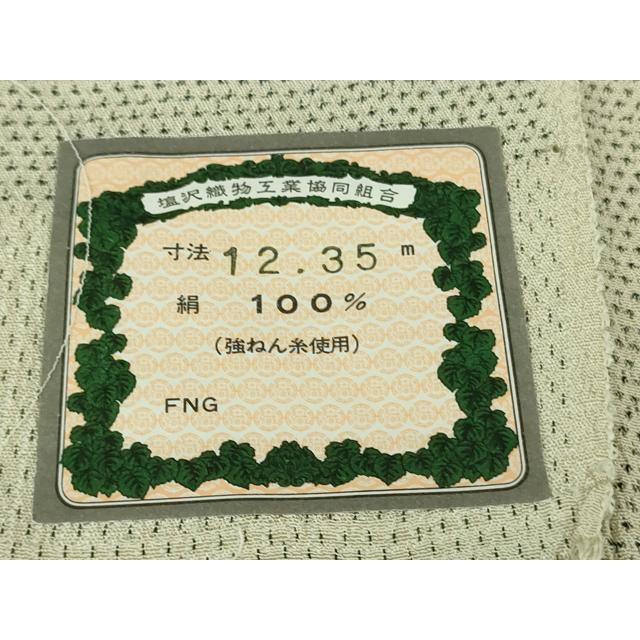 塩沢織物工業協同組合
寸法 12.35 m
絹 100%
(強ねん糸使用)
FNG